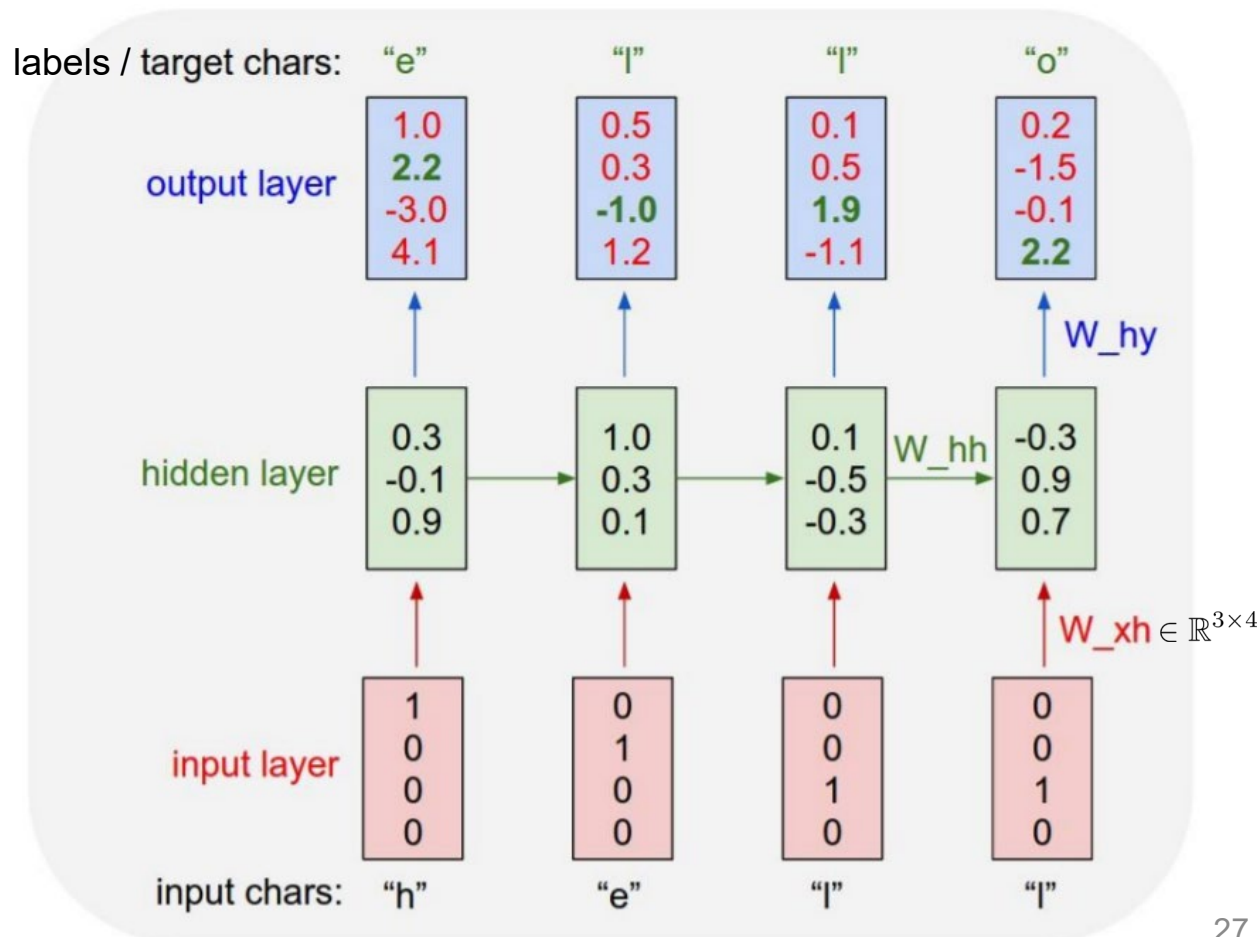 labels / target chars: “e” “l” “l” “o”
1.0 0.5 0.1 0.2
2.2 0.3 0.5 -1.5
-3.0 -1.0 1.9 -0.1
4.1 1.2 -1.1 2.2
output layer
W_hy
0.3 1.0 0.1 -0.3
-0.1 0.3 -0.5 0.9
0.9 0.1 -0.3 0.7
hidden layer
W_hh
W_xh ∈ ℝ^{3×4}
1 0 0 0
0 1 0 0
0 0 1 1
0 0 0 0
input layer
input chars: “h” “e” “l” “l”
27